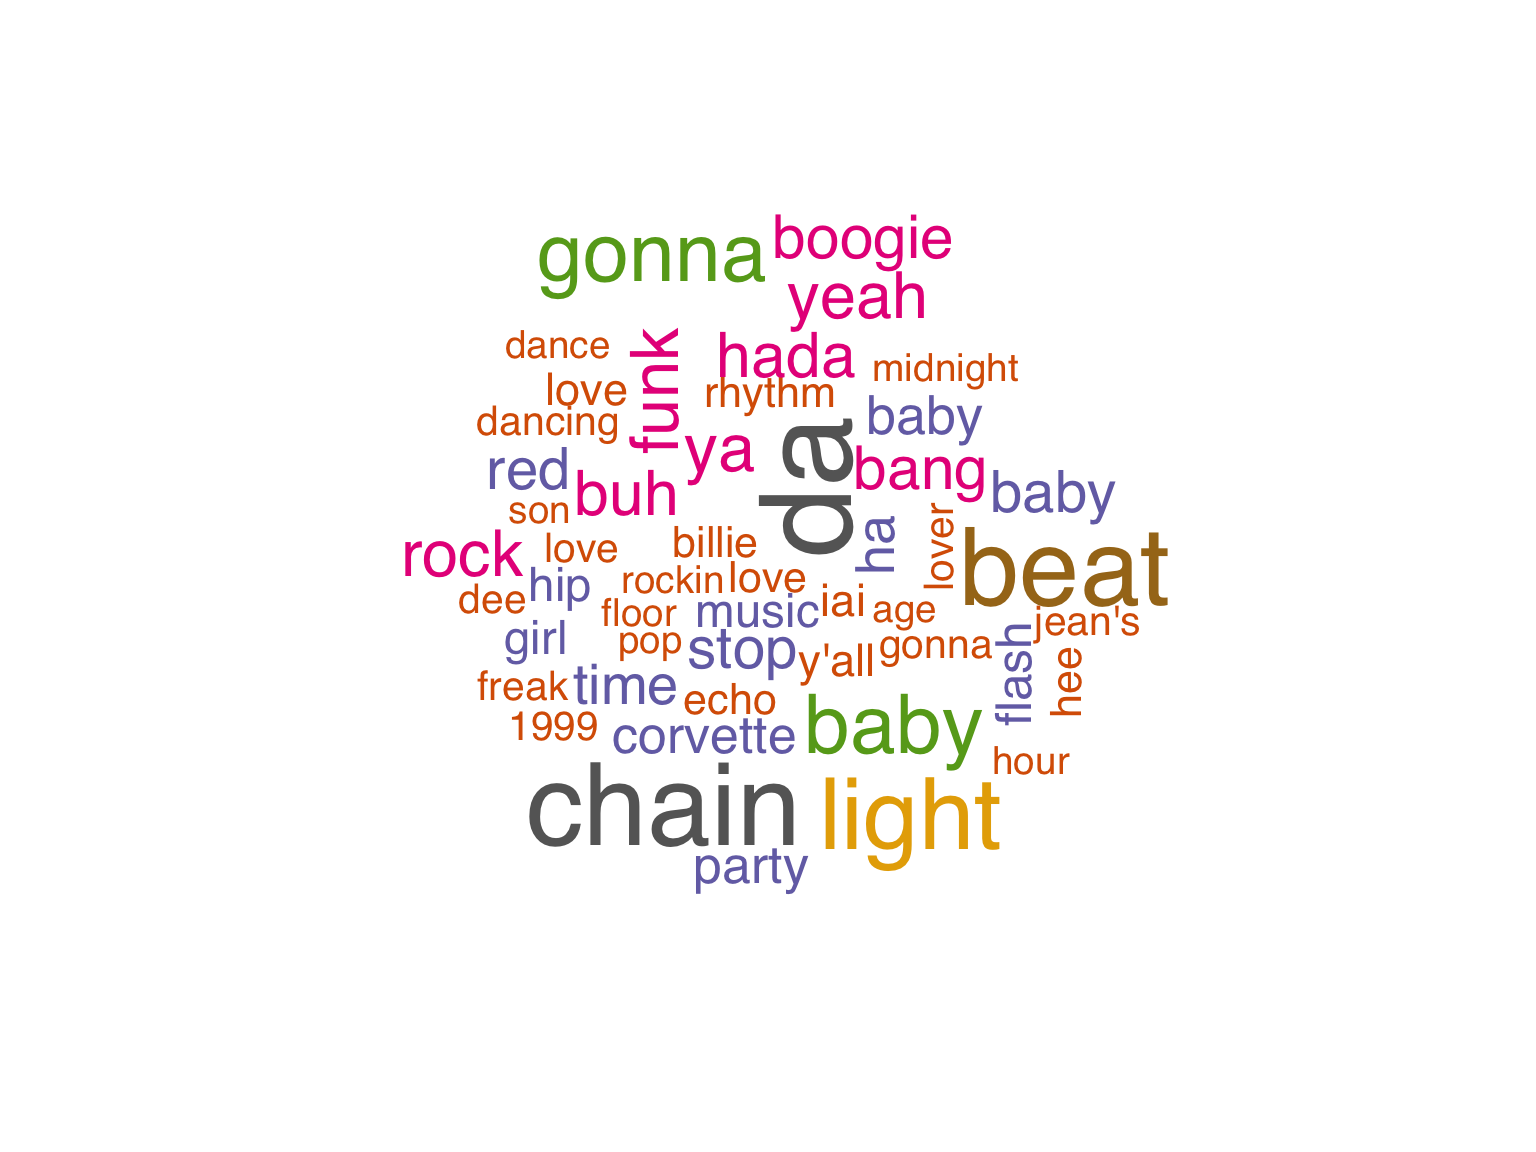 gonna
boogie
yeah
dance
funk
hada
midnight
love
rhythm
dancing
baby
red
ya
da
bang
baby
buh
son
rock
love
billie
ha
lover
beat
hip
rockin
love
iai
dee
floor
music
age
jean's
girl
pop
stop
y'all
gonna
flash
hee
freak
time
echo
1999
corvette
baby
hour
chain
light
party